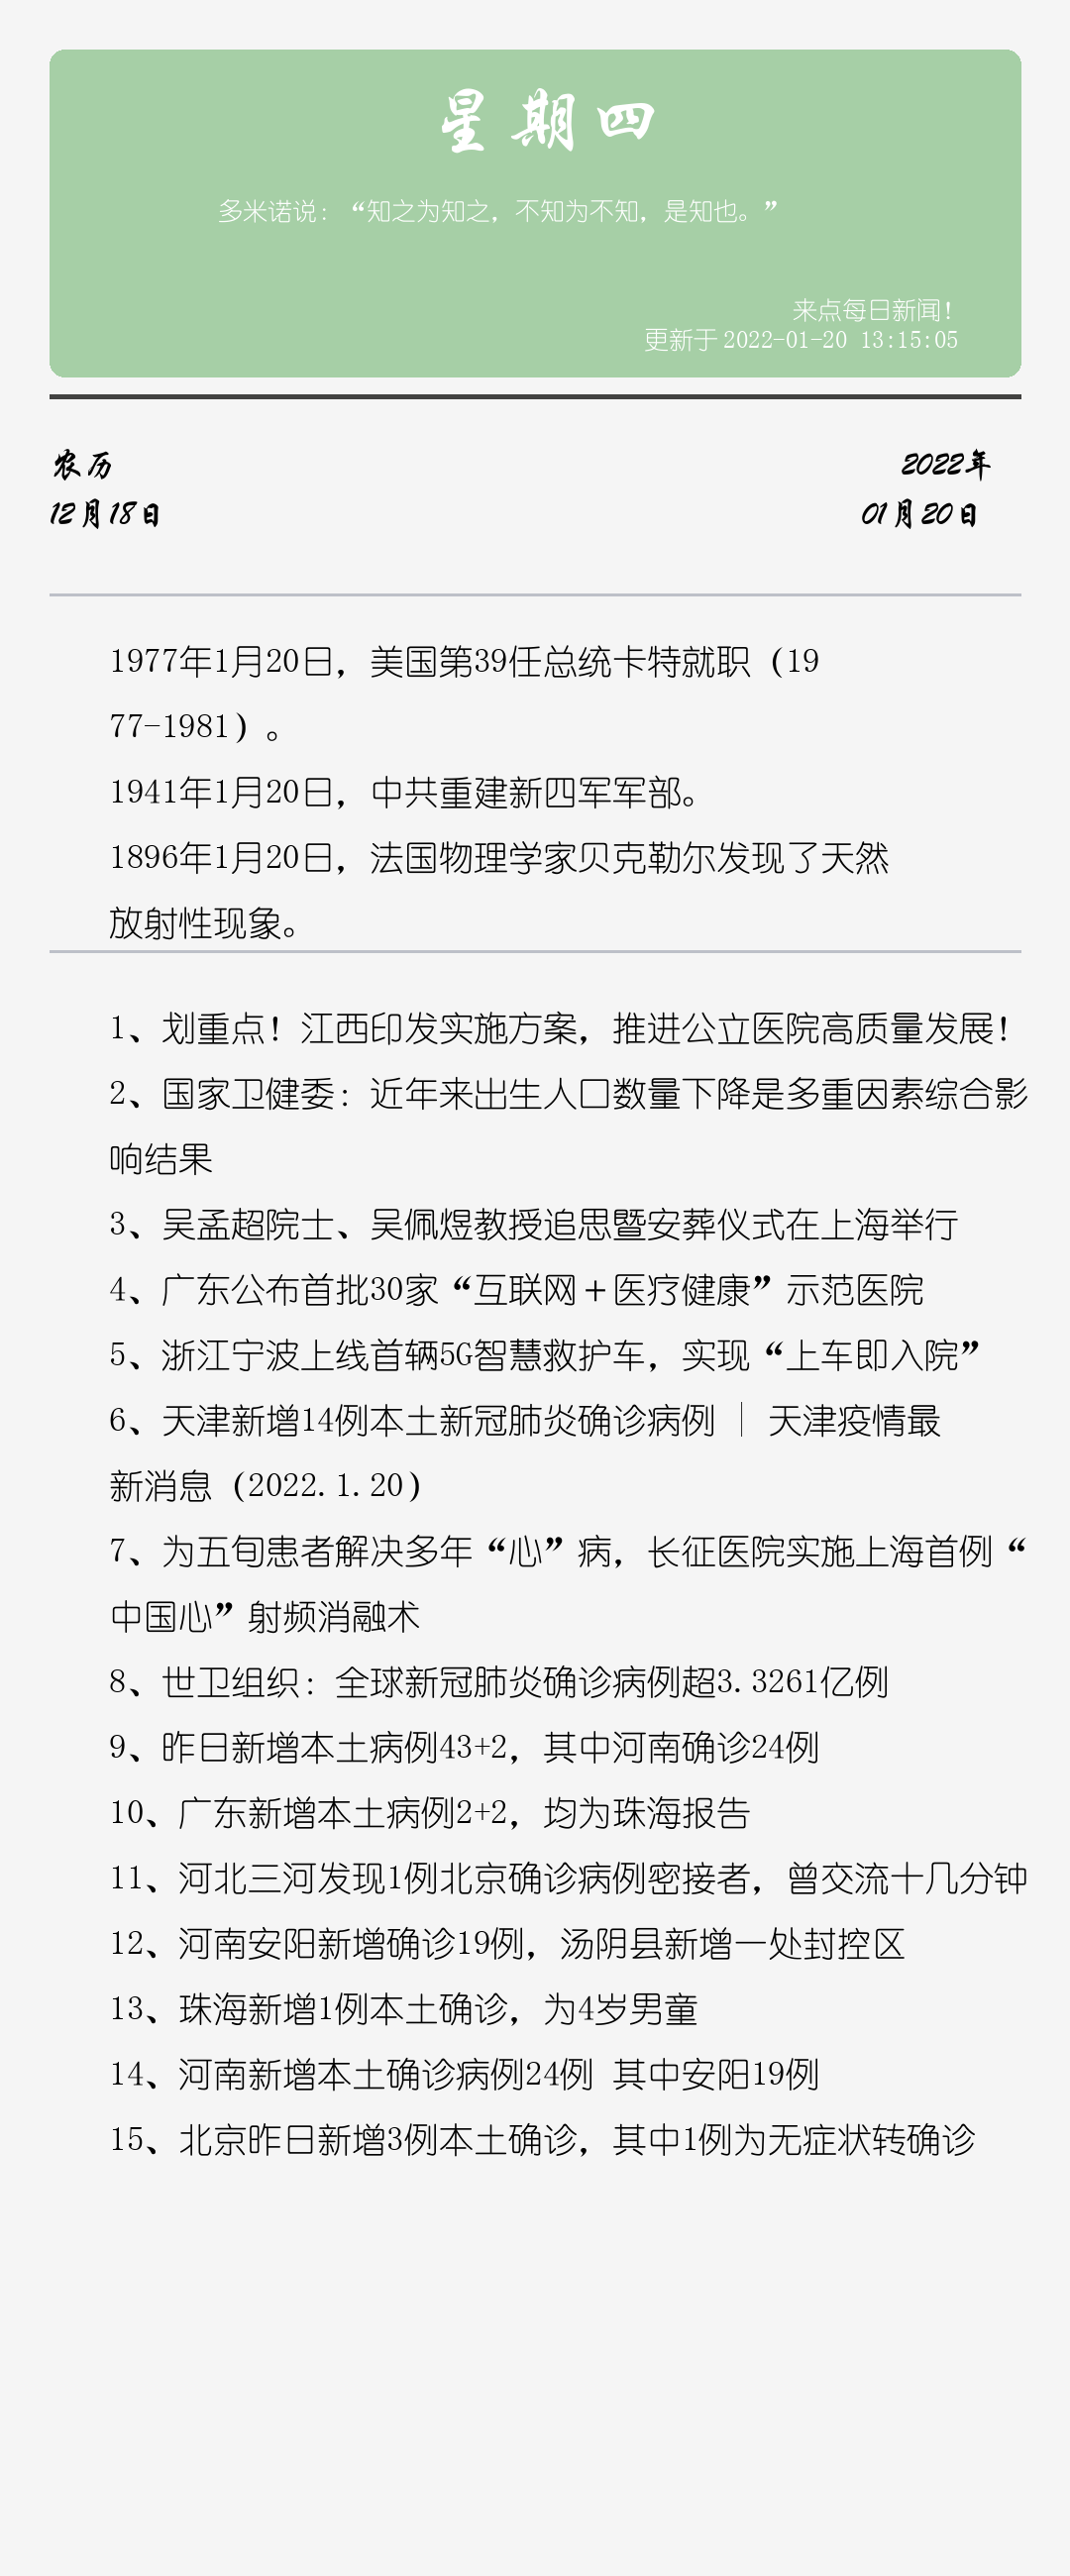 星期四
多米诺说：“知之为知之，不知为不知，是知也。”
来点每日新闻！
更新于 2022-01-20 13:15:05
农历
2022年
12月18日
01月20日
1977年1月20日，美国第39任总统卡特就职（19
77-1981）。
1941年1月20日，中共重建新四军军部。
1896年1月20日，法国物理学家贝克勒尔发现了天然
放射性现象。
1、划重点！江西印发实施方案，推进公立医院高质量发展！
2、国家卫健委：近年来出生人口数量下降是多重因素综合影
响结果
3、吴孟超院士、吴佩煜教授追思暨安葬仪式在上海举行
4、广东公布首批30家“互联网＋医疗健康”示范医院
5、浙江宁波上线首辆5G智慧救护车，实现“上车即入院”
6、天津新增14例本土新冠肺炎确诊病例 ｜ 天津疫情最
新消息（2022.1.20）
7、为五旬患者解决多年“心”病，长征医院实施上海首例“
中国心”射频消融术
8、世卫组织：全球新冠肺炎确诊病例超3.3261亿例
9、昨日新增本土病例43+2，其中河南确诊24例
10、广东新增本土病例2+2，均为珠海报告
11、河北三河发现1例北京确诊病例密接者，曾交流十几分钟
12、河南安阳新增确诊19例，汤阴县新增一处封控区
13、珠海新增1例本土确诊，为4岁男童
14、河南新增本土确诊病例24例 其中安阳19例
15、北京昨日新增3例本土确诊，其中1例为无症状转确诊